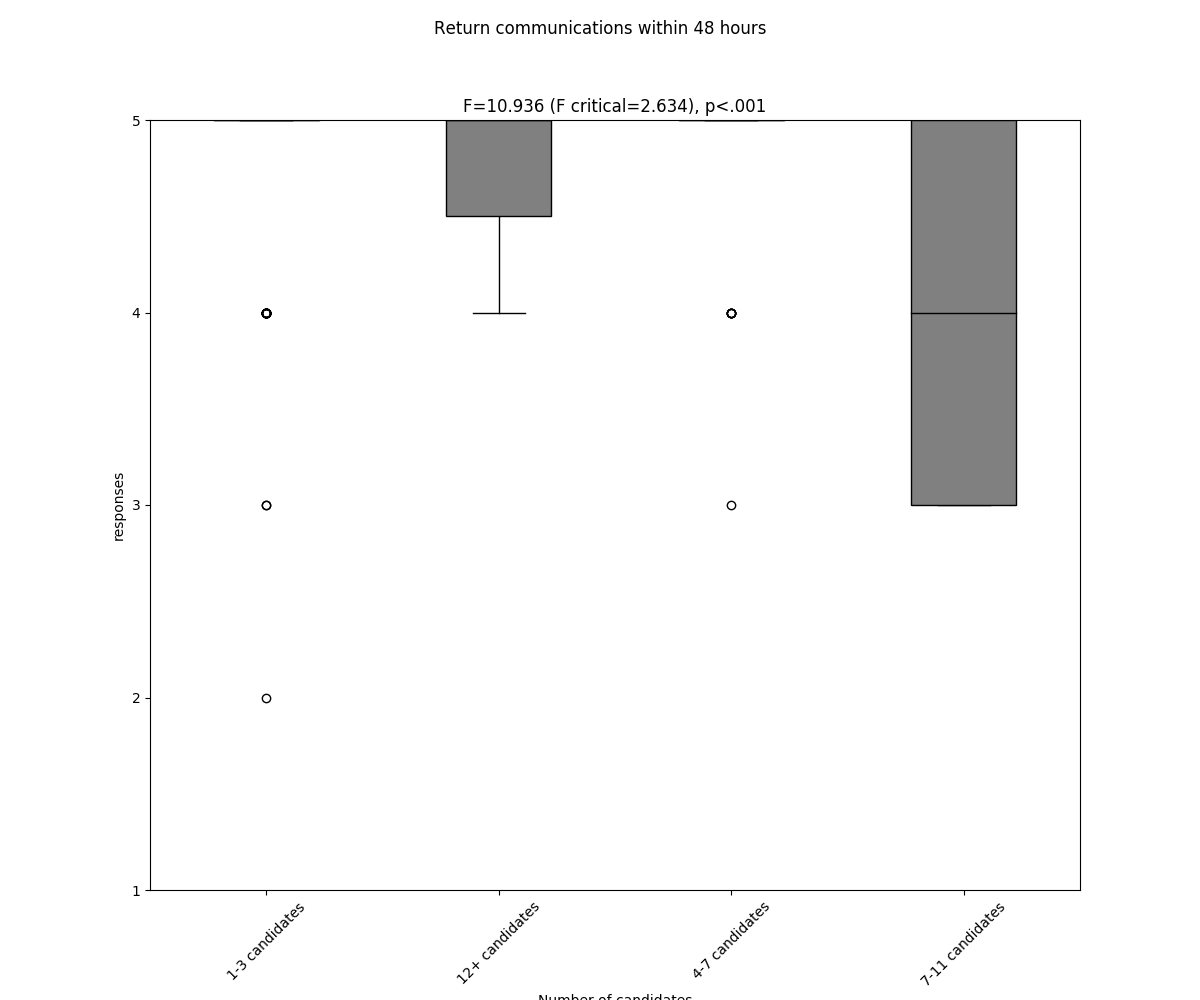 Return communications within 48 hours
F=10.936 (F critical=2.634), p<.001
5
4
responses
3
2
1
1-3 candidates
12+ candidates
4-7 candidates
7-11 candidates
Number of candidates